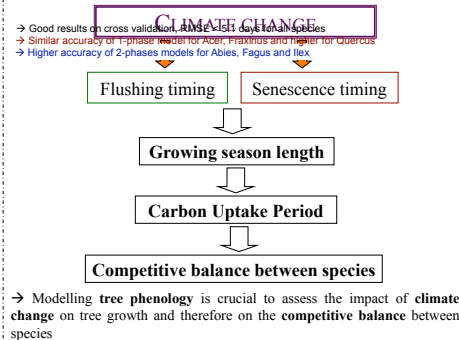 CLIMATE CHANGE
→ Good results on cross validation, RMSE < 5.1 days for all species
→ Similar accuracy of 1-phase model for Acer, Fraxinus and higher for Quercus
→ Higher accuracy of 2-phases models for Abies, Fagus and Ilex
Flushing timing
Senescence timing
Growing season length
Carbon Uptake Period
Competitive balance between species
→ Modelling tree phenology is crucial to assess the impact of climate
change on tree growth and therefore on the competitive balance between
species